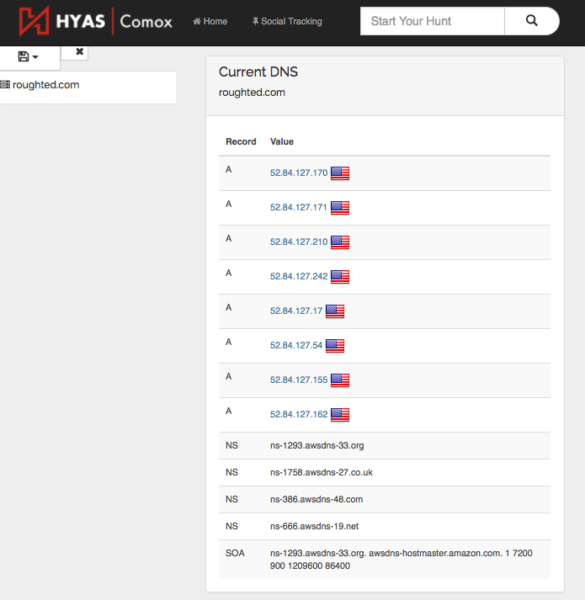 HYAS | Comox Home Social Tracking Start Your Hunt
roughted.com
Current DNS
roughted.com
Record Value
A 52.84.127.170
A 52.84.127.171
A 52.84.127.210
A 52.84.127.242
A 52.84.127.17
A 52.84.127.54
A 52.84.127.155
A 52.84.127.162
NS ns-1293.awsdns-33.org
NS ns-1758.awsdns-27.co.uk
NS ns-386.awsdns-48.com
NS ns-666.awsdns-19.net
SOA ns-1293.awsdns-33.org. awsdns-hostmaster.amazon.com. 1 7200
900 1209600 86400